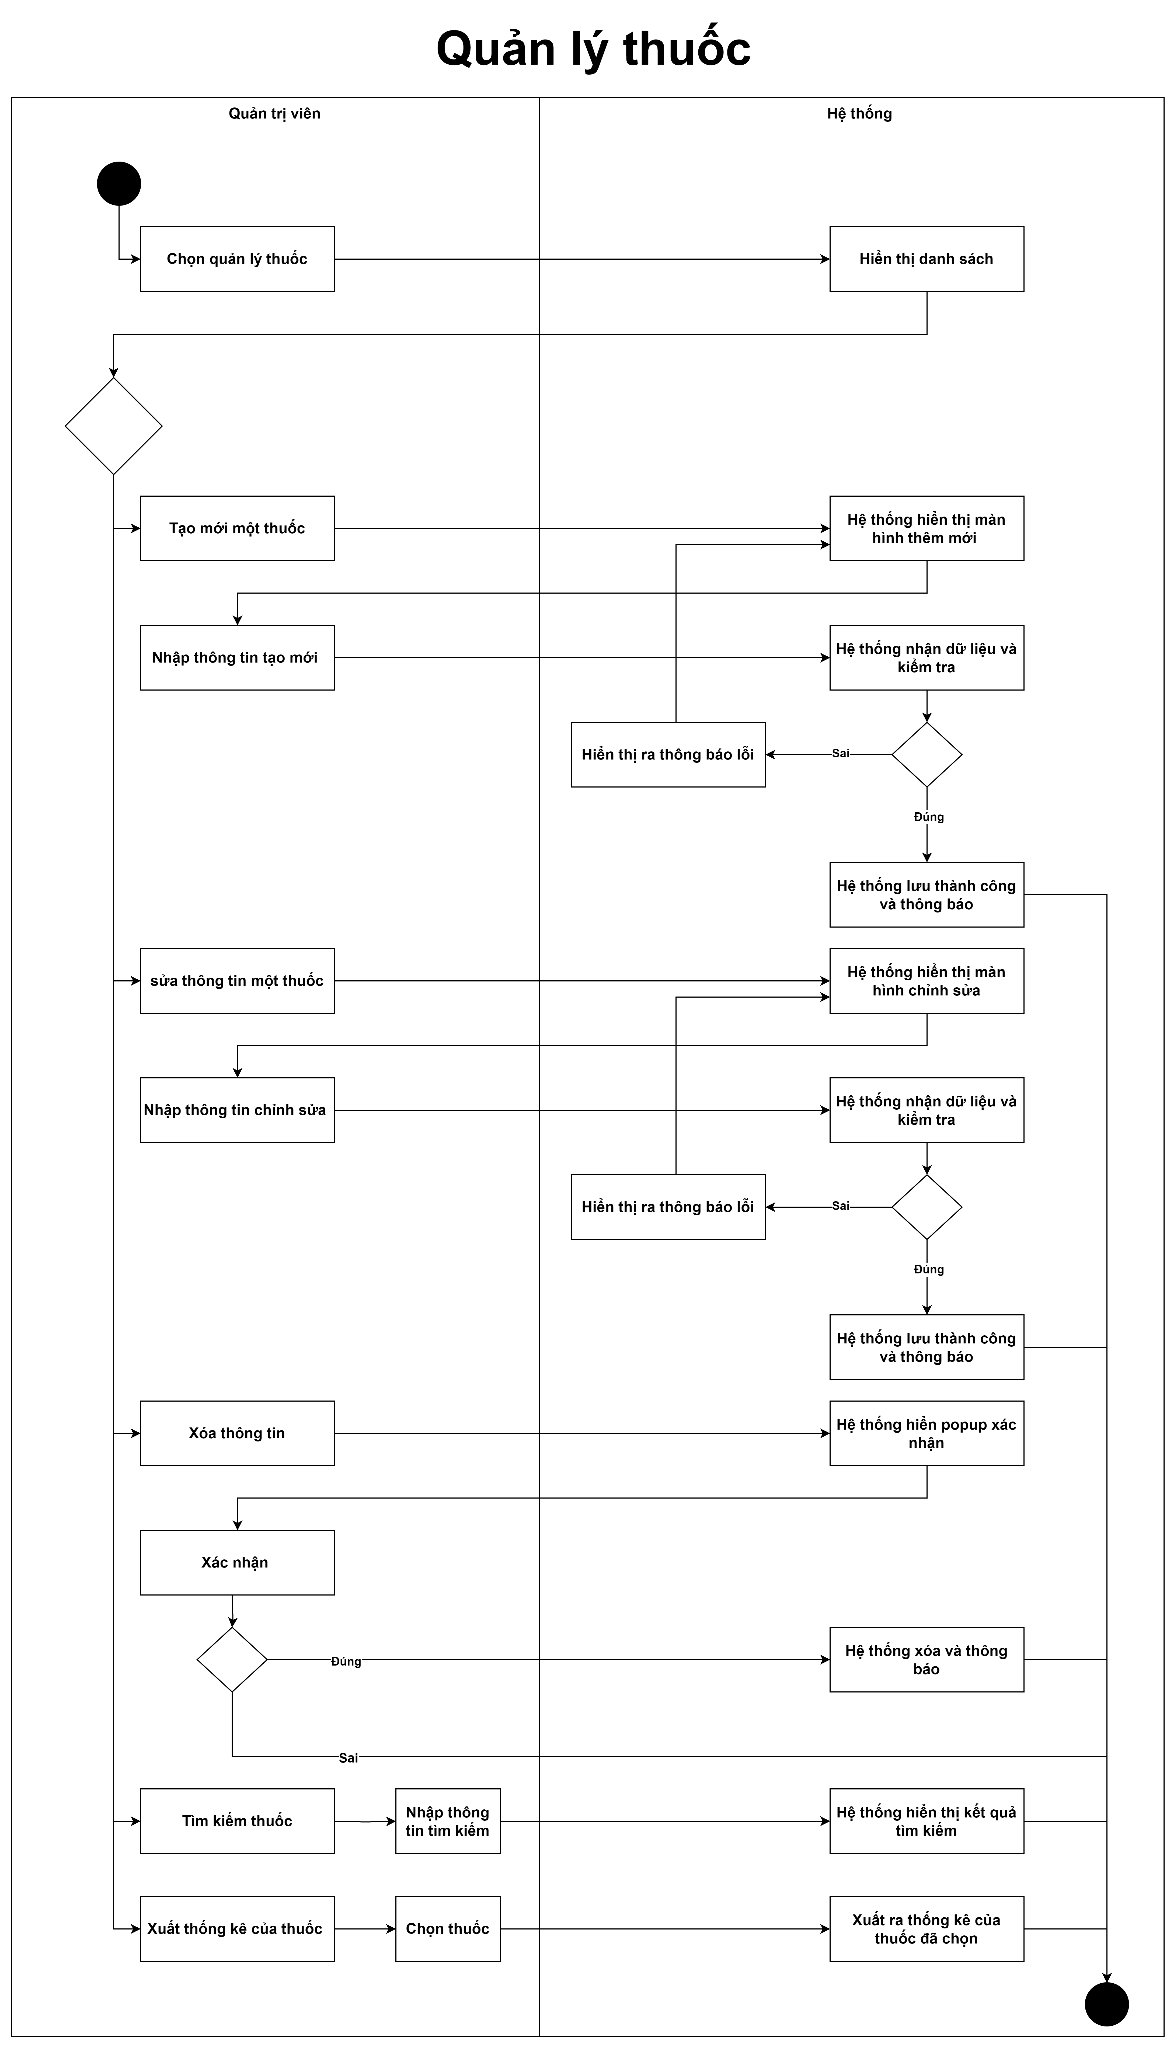 Quản lý thuốc
Quản trị viên
Hệ thống
Chọn quản lý thuốc
Hiển thị danh sách
Tạo mới một thuốc
Hệ thống hiển thị màn
hình thêm mới
Nhập thông tin tạo mới
Hệ thống nhận dữ liệu và
kiểm tra
Hiển thị ra thông báo lỗi
Sai
Đúng
Hệ thống lưu thành công
và thông báo
sửa thông tin một thuốc
Hệ thống hiển thị màn
hình chỉnh sửa
Nhập thông tin chỉnh sửa
Hệ thống nhận dữ liệu và
kiểm tra
Hiển thị ra thông báo lỗi
Sai
Đúng
Hệ thống lưu thành công
và thông báo
Xóa thông tin
Hệ thống hiển popup xác
nhận
Xác nhận
Đúng
Hệ thống xóa và thông
báo
Sai
Tìm kiếm thuốc
Nhập thông
tin tìm kiếm
Hệ thống hiển thị kết quả
tìm kiếm
Xuất thống kê của thuốc
Chọn thuốc
Xuất ra thống kê của
thuốc đã chọn